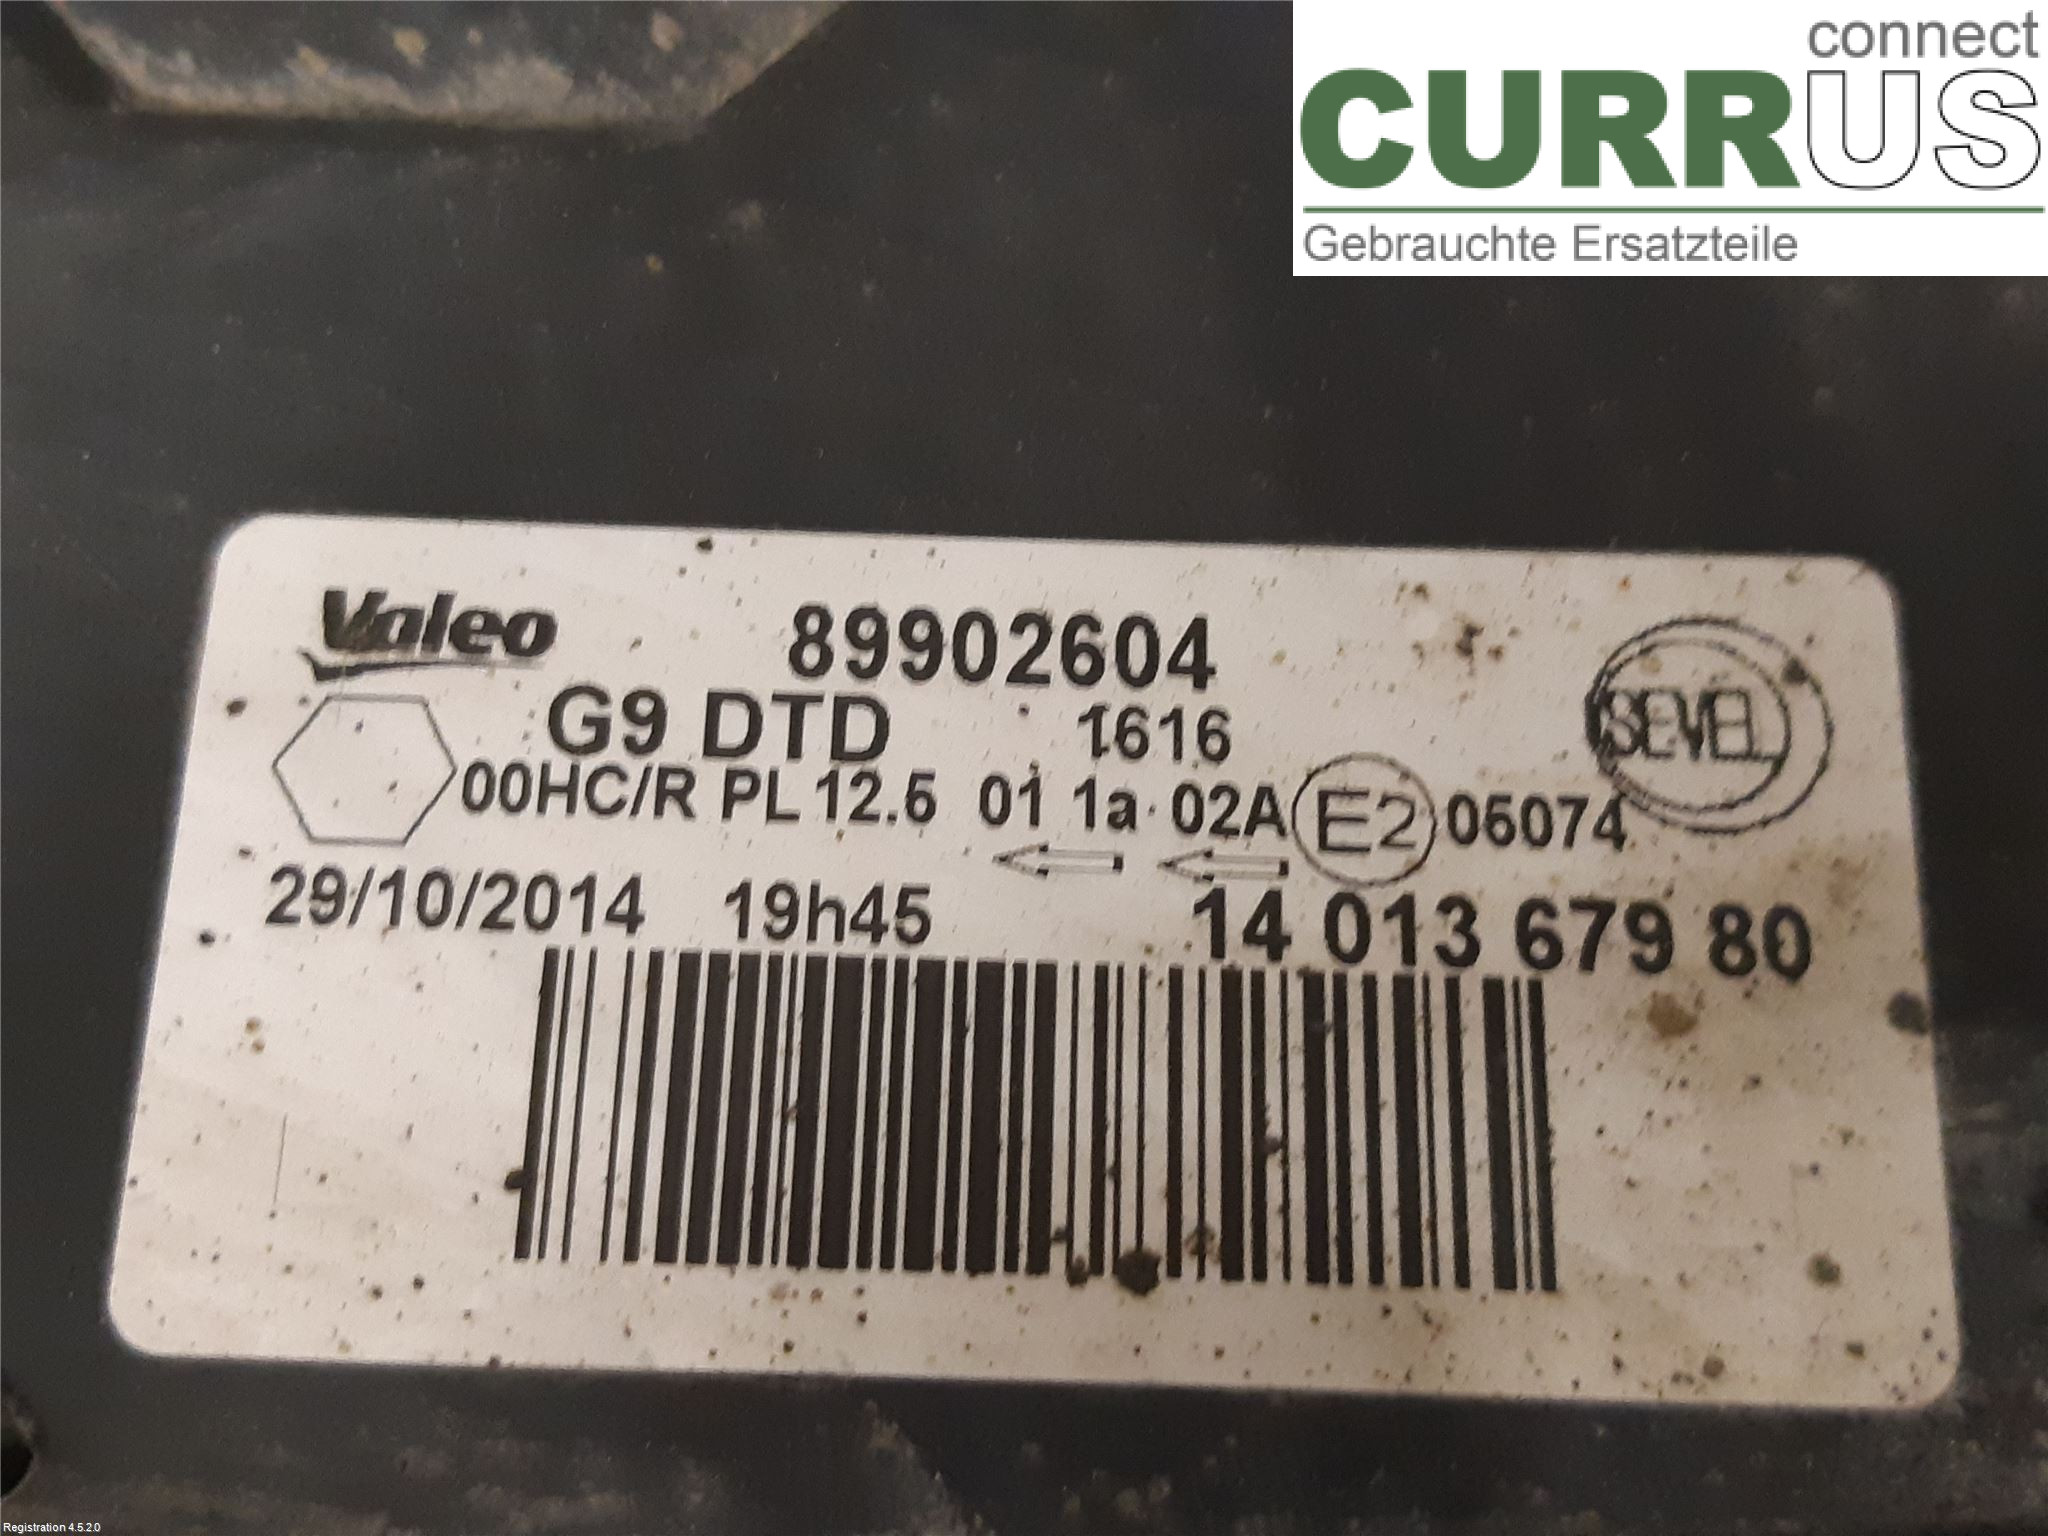 connect
CURRUS
Gebrauchte Ersatzteile
Valeo 89902604
G9 DTD 1616 SEVEL
00HC/R PL 12.5 01 1a 02A E2 05074
29/10/2014 19h45 14 013 679 80
Registration 4.5.2.0